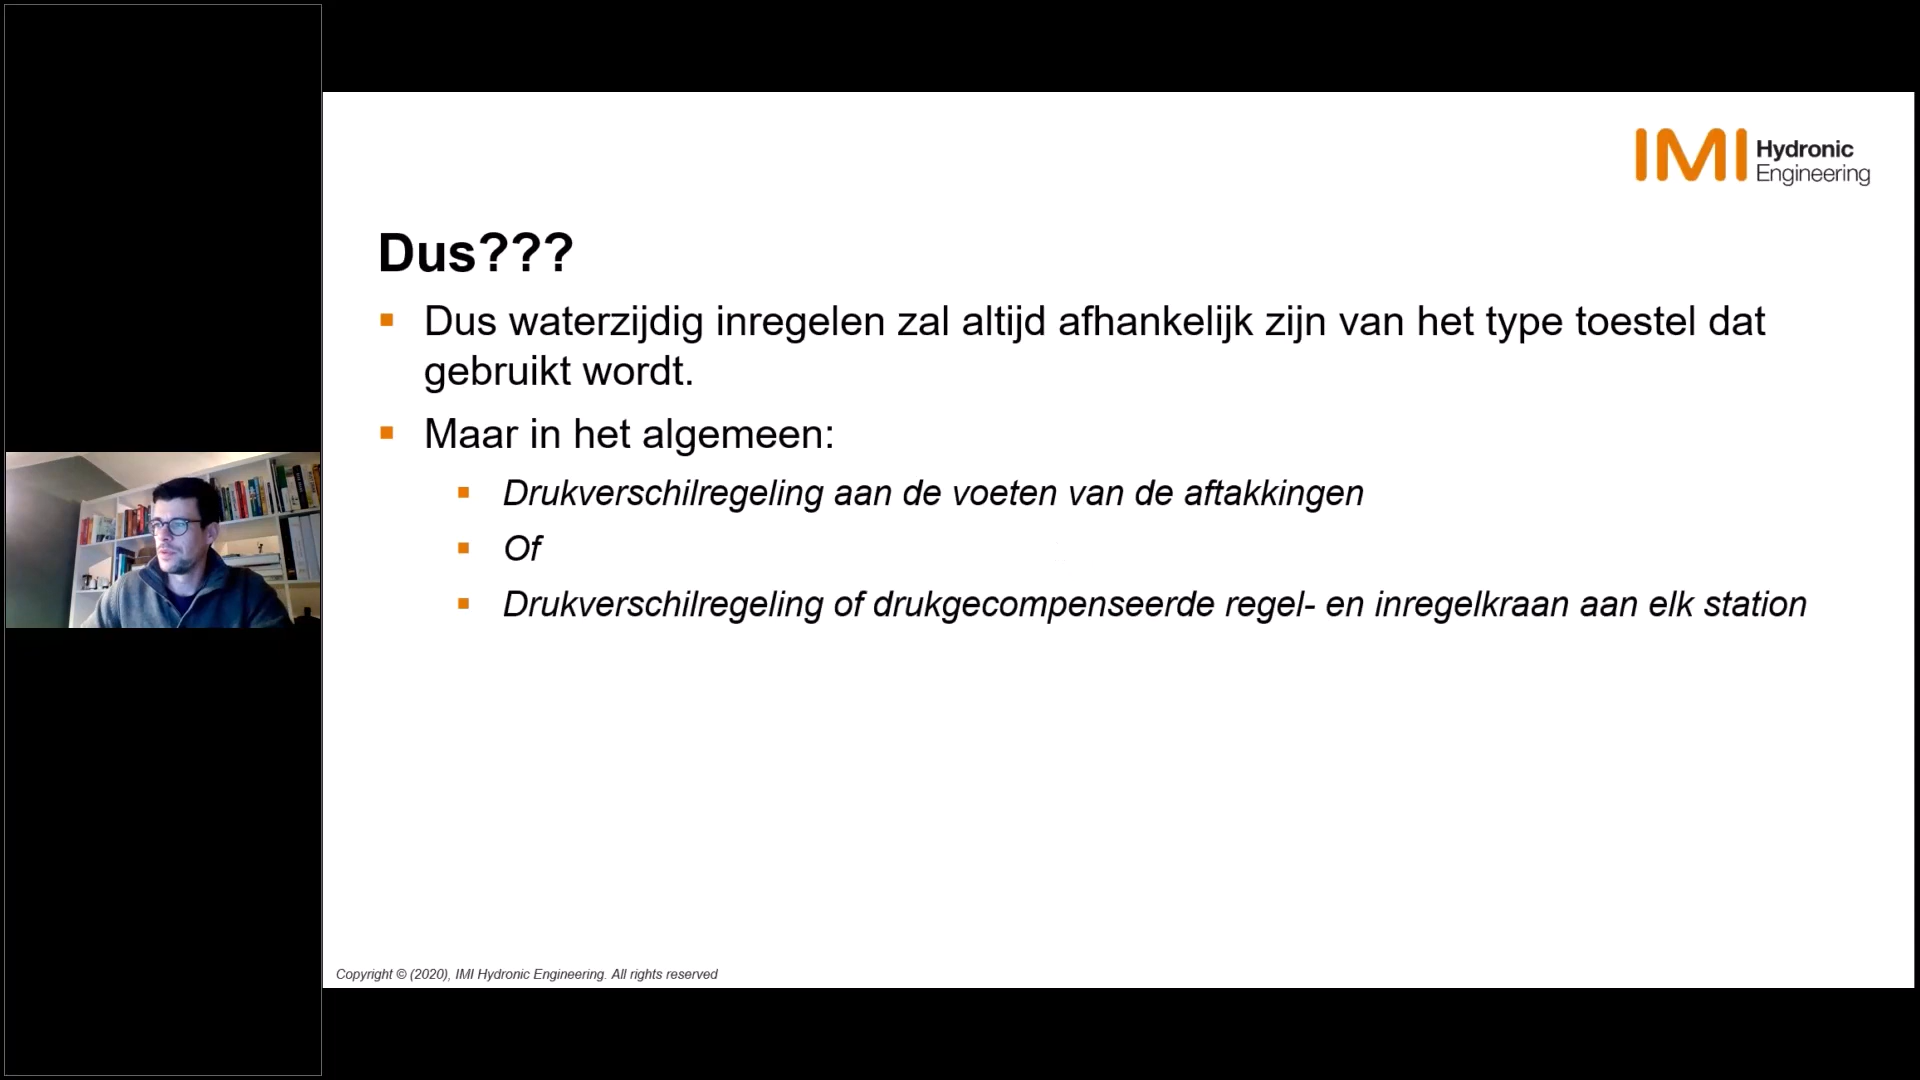 IMI Hydronic
Engineering
Dus???
Dus waterzijdig inregelen zal altijd afhankelijk zijn van het type toestel dat
gebruikt wordt.
Maar in het algemeen:
Drukverschilregeling aan de voeten van de aftakkingen
Of
Drukverschilregeling of drukgecompenseerde regel- en inregelkraan aan elk station
Copyright © (2020), IMI Hydronic Engineering. All rights reserved